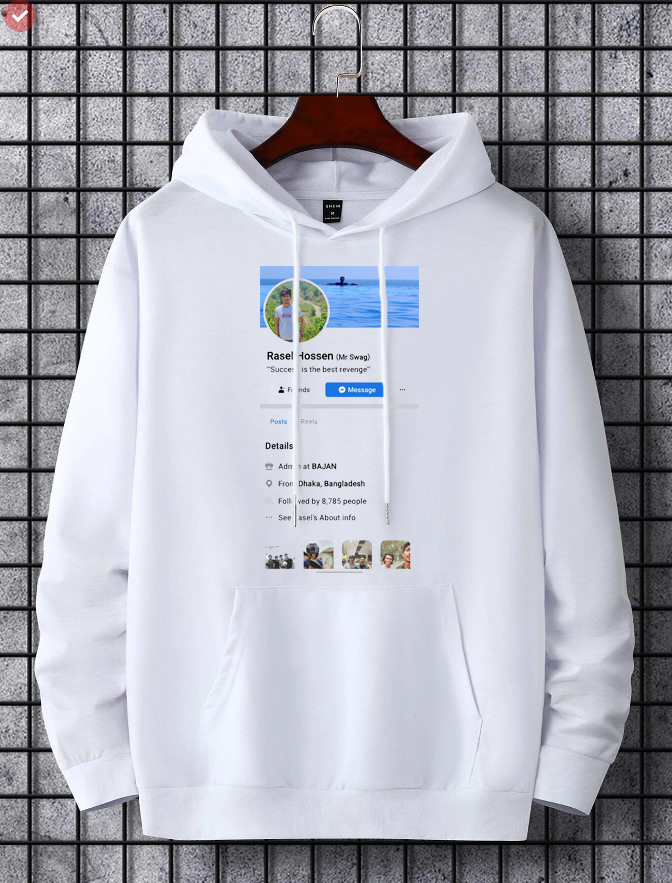 SHEIN
M
Rasel Hossen (Mr Swag)
"Success is the best revenge"
Friends
Message
...
Posts
Reels
Details
Admin at BAJAN
From Dhaka, Bangladesh
Followed by 8,785 people
... See Rasel's About info